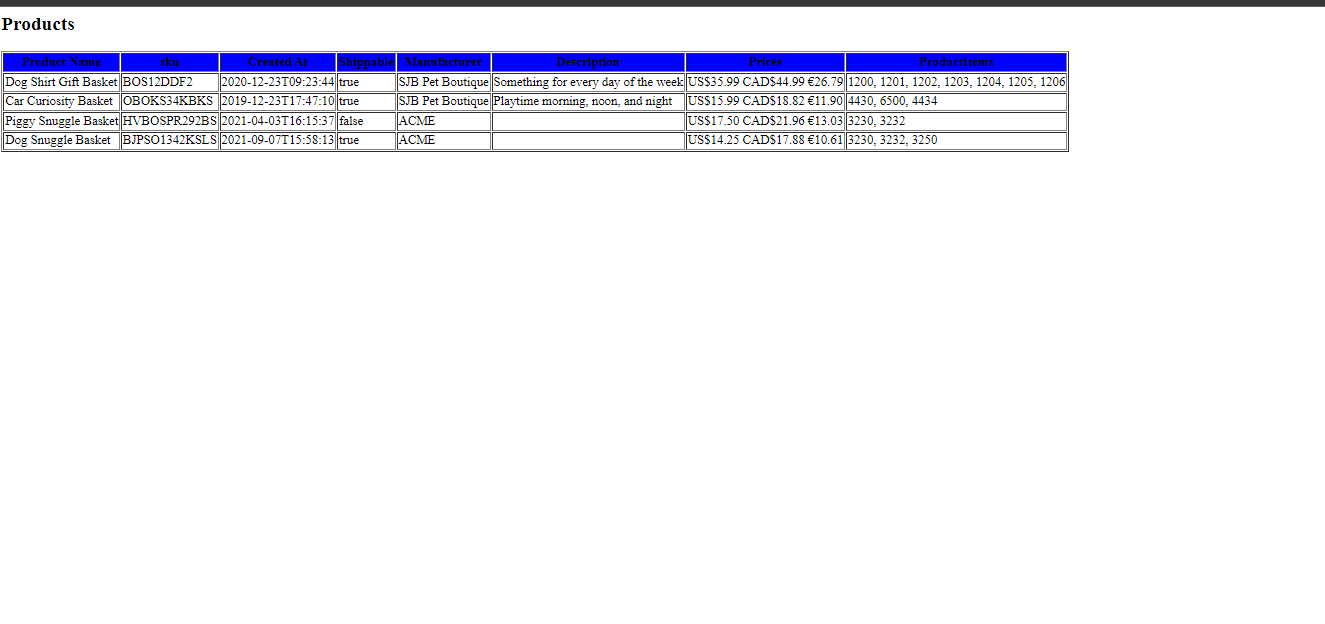 Products
Product Name sku Created At Shippable Manufacturer Description Prices ProductItems
Dog Shirt Gift Basket BOS12DDF2 2020-12-23T09:23:44 true SJB Pet Boutique Something for every day of the week US$35.99 CAD$44.99 €26.79 1200, 1201, 1202, 1203, 1204, 1205, 1206
Car Curiosity Basket OBOKS34KBKS 2019-12-23T17:47:10 true SJB Pet Boutique Playtime morning, noon, and night US$15.99 CAD$18.82 €11.90 4430, 6500, 4434
Piggy Snuggle Basket HVBOSPR292BS 2021-04-03T16:15:37 false ACME US$17.50 CAD$21.96 €13.03 3230, 3232
Dog Snuggle Basket BJPSO1342KSLS 2021-09-07T15:58:13 true ACME US$14.25 CAD$17.88 €10.61 3230, 3232, 3250